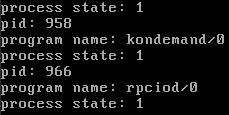 process state: 1
pid: 958
program name: kondemand/0
process state: 1
pid: 966
program name: rpciod/0
process state: 1